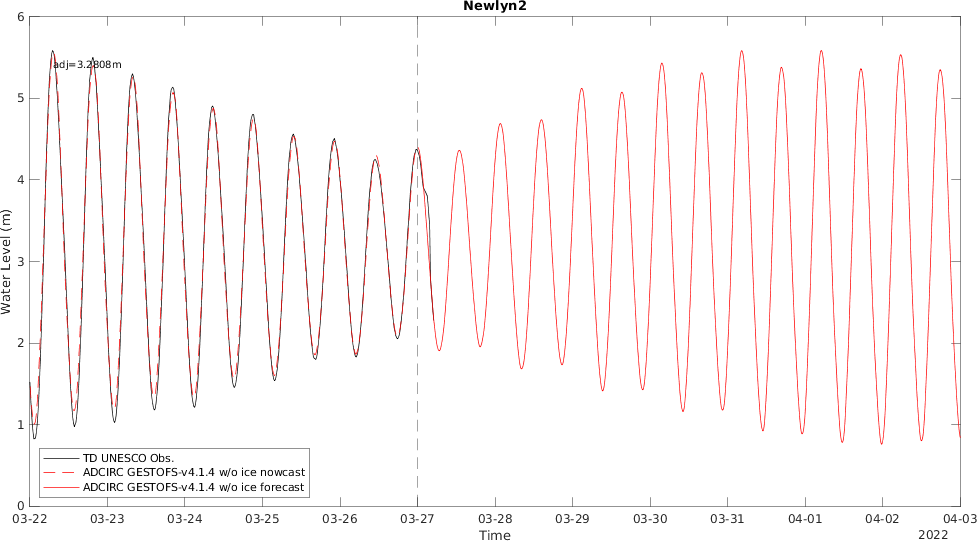 Newlyn2
6
5
4
3
2
1
0
Water Level (m)
adj=3.2808m
TD UNESCO Obs.
ADCIRC GESTOFS-v4.1.4 w/o ice nowcast
ADCIRC GESTOFS-v4.1.4 w/o ice forecast
03-22 03-23 03-24 03-25 03-26 03-27 03-28 03-29 03-30 03-31 04-01 04-02 04-03
Time
2022